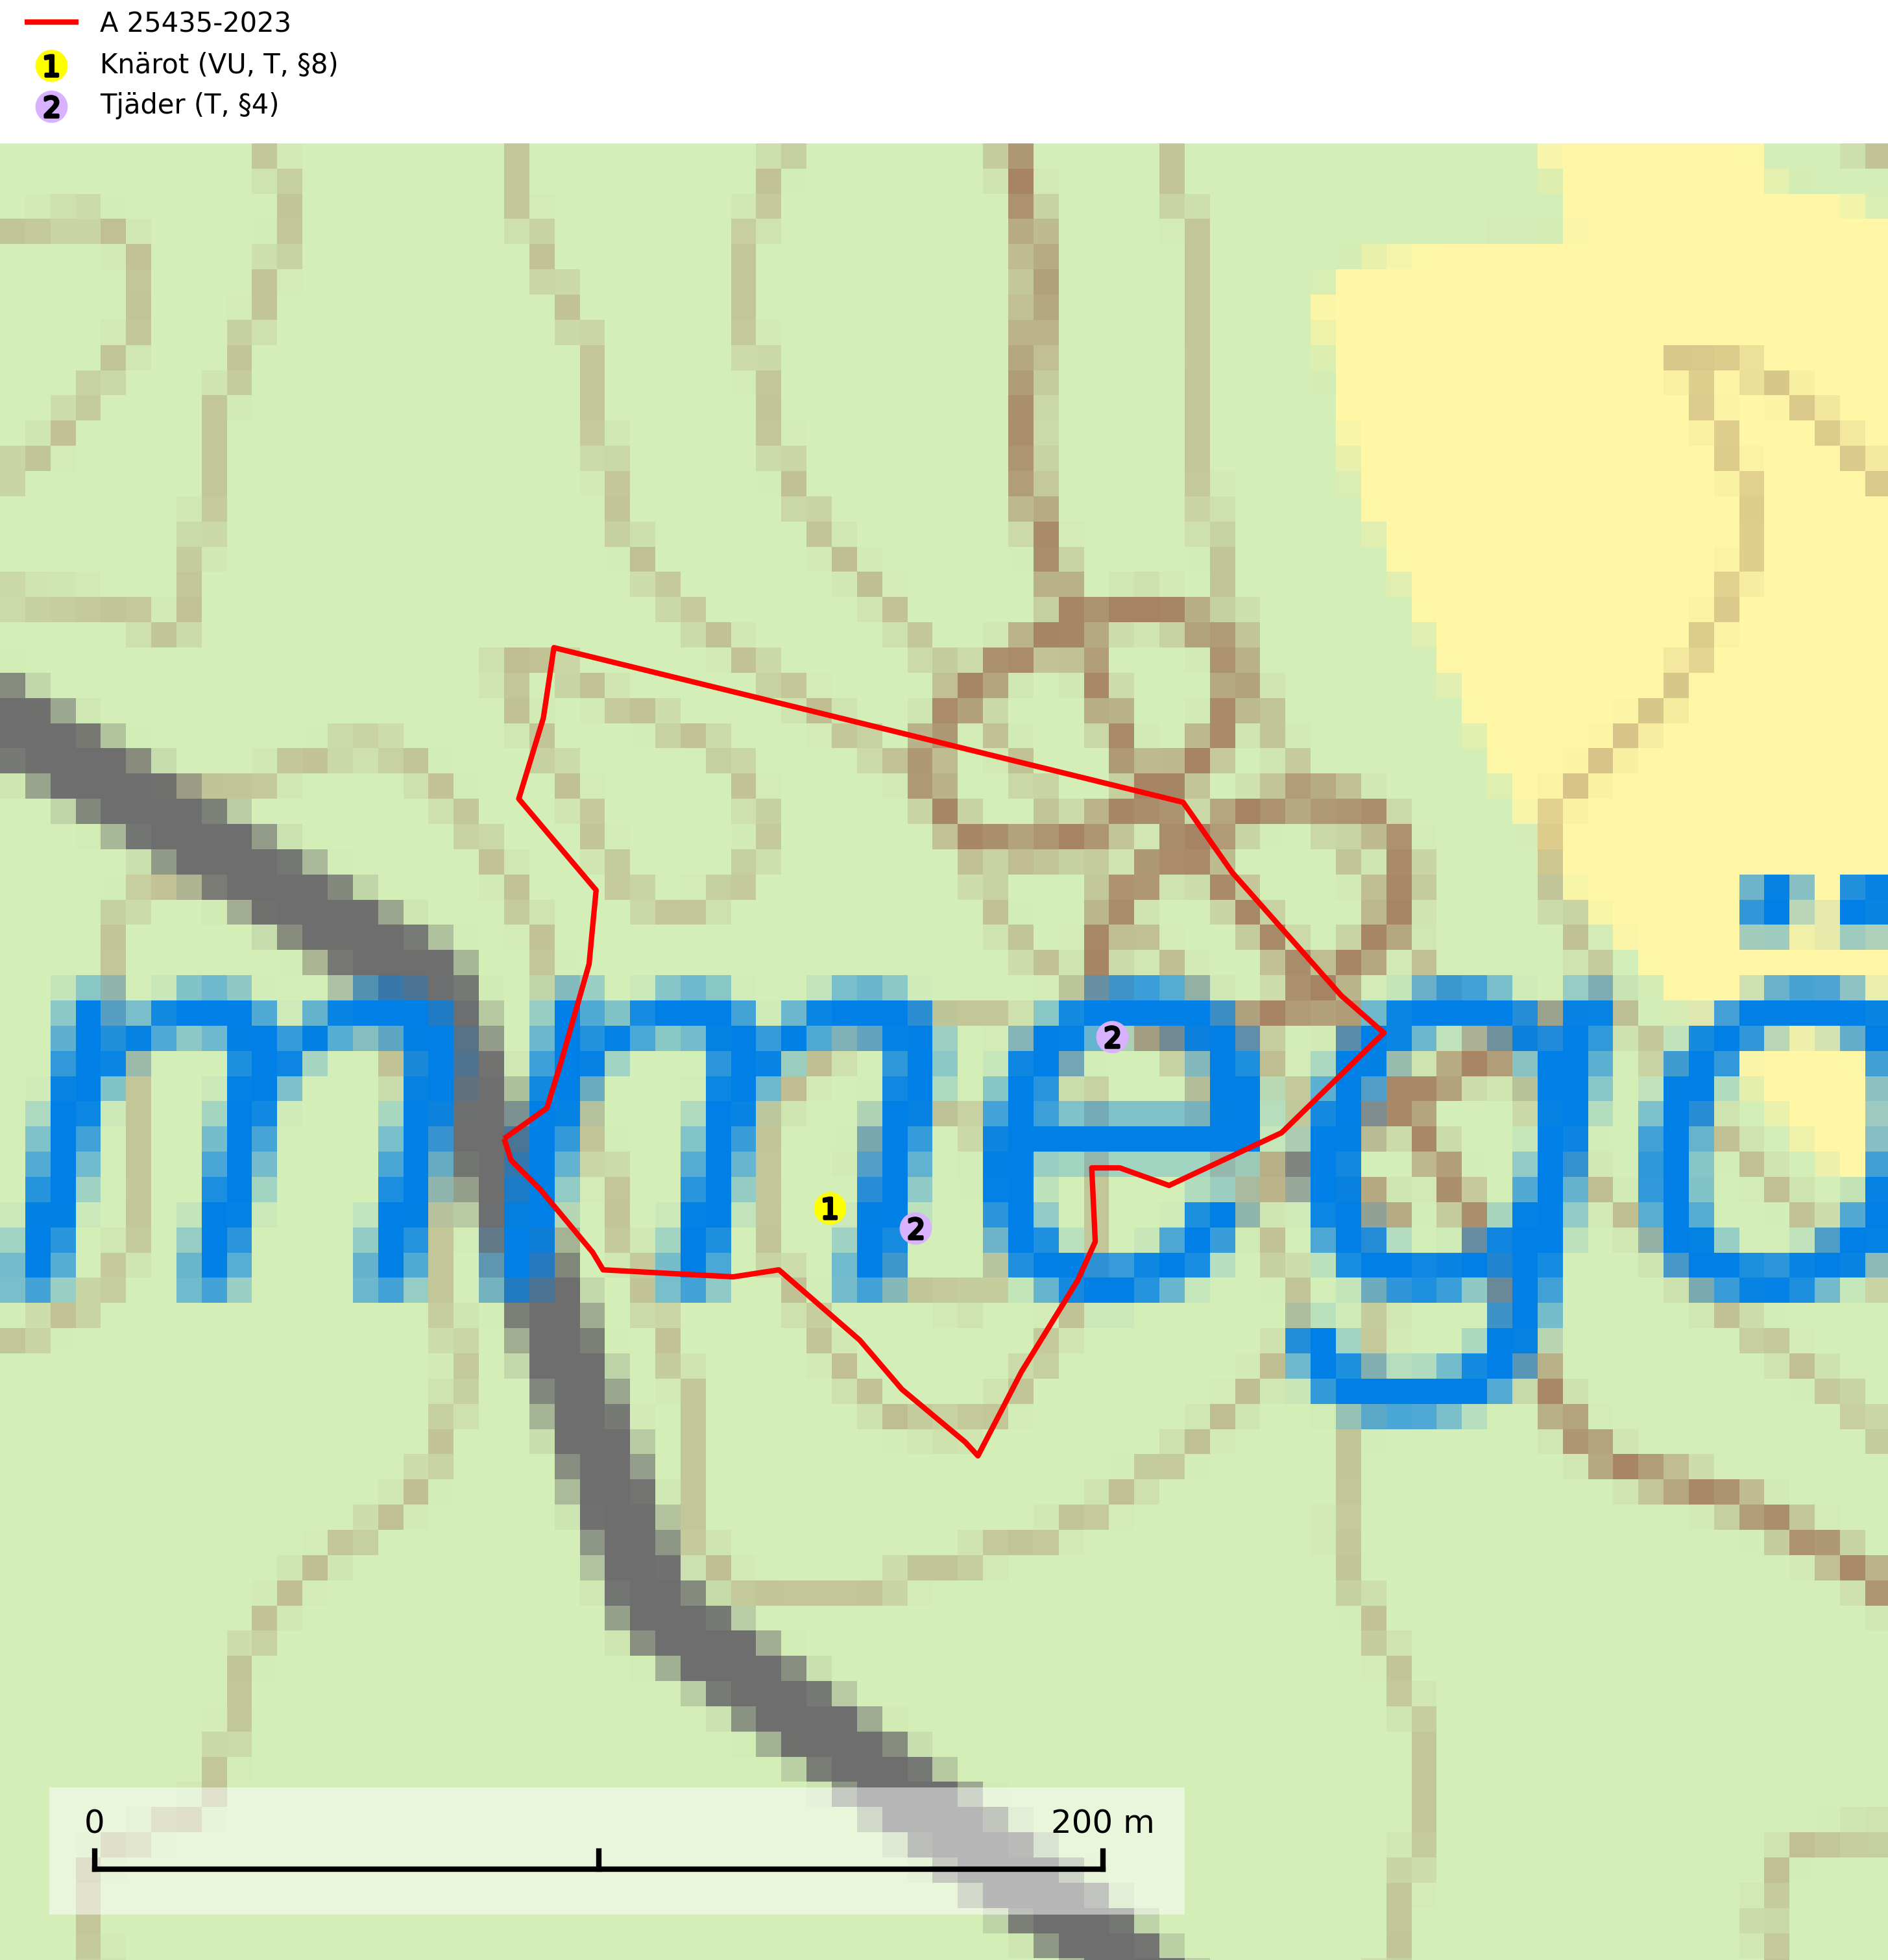 A 25435-2023
1 Knärot (VU, T, §8)
2 Tjäder (T, §4)
2
1
2
0 200 m